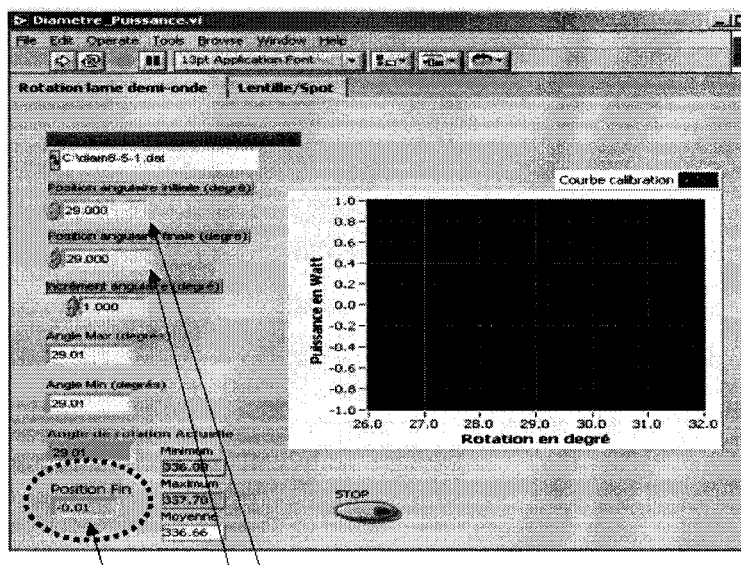 Diametre_Puissance.vi
File Edit Operate Tools Browse Window Help
13pt Application Font
Rotation lame demi-onde Lentille/Spot
C:\diam6-5-1.dat
Position angulaire initiale (degré)
29.000
Position angulaire finale (degré)
29.000
Incrément angulaire (degré)
1.000
Angle Max (degrés)
29.01
Angle Min (degrés)
29.01
Angle de rotation Actuelle
29.01
Position Fin
-0.01
Minimum
336.09
Maximum
337.70
Moyenne
336.66
STOP
Courbe calibration
Puissance en Watt
1.0
0.8
0.6
0.4
0.2
0.0
-0.2
-0.4
-0.6
-0.8
-1.0
26.0 27.0 28.0 29.0 30.0 31.0 32.0
Rotation en degré